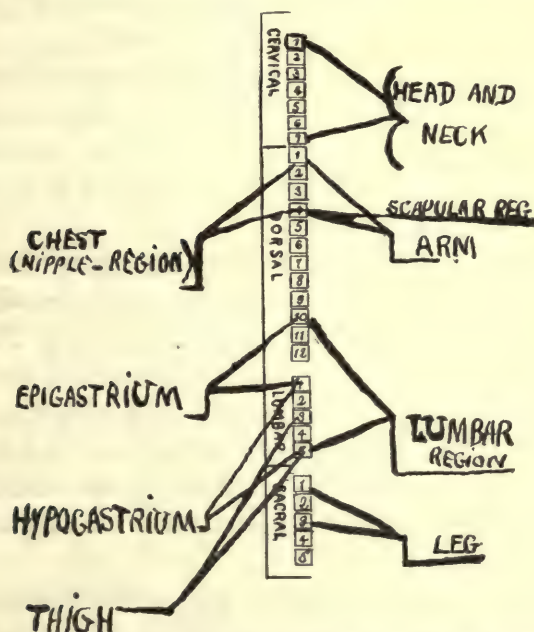 CERVICAL
1
2
3
4
5
6
7
HEAD AND
NECK
DORSAL
1
2
3
4
5
6
7
8
9
10
11
12
SCAPULAR REG
ARM
CHEST
(NIPPLE-REGION)
EPIGASTRIUM
LUMBAR
1
2
3
4
5
LUMBAR
REGION
HYPOGASTRIUM
SACRAL
1
2
3
4
5
LEG
THIGH